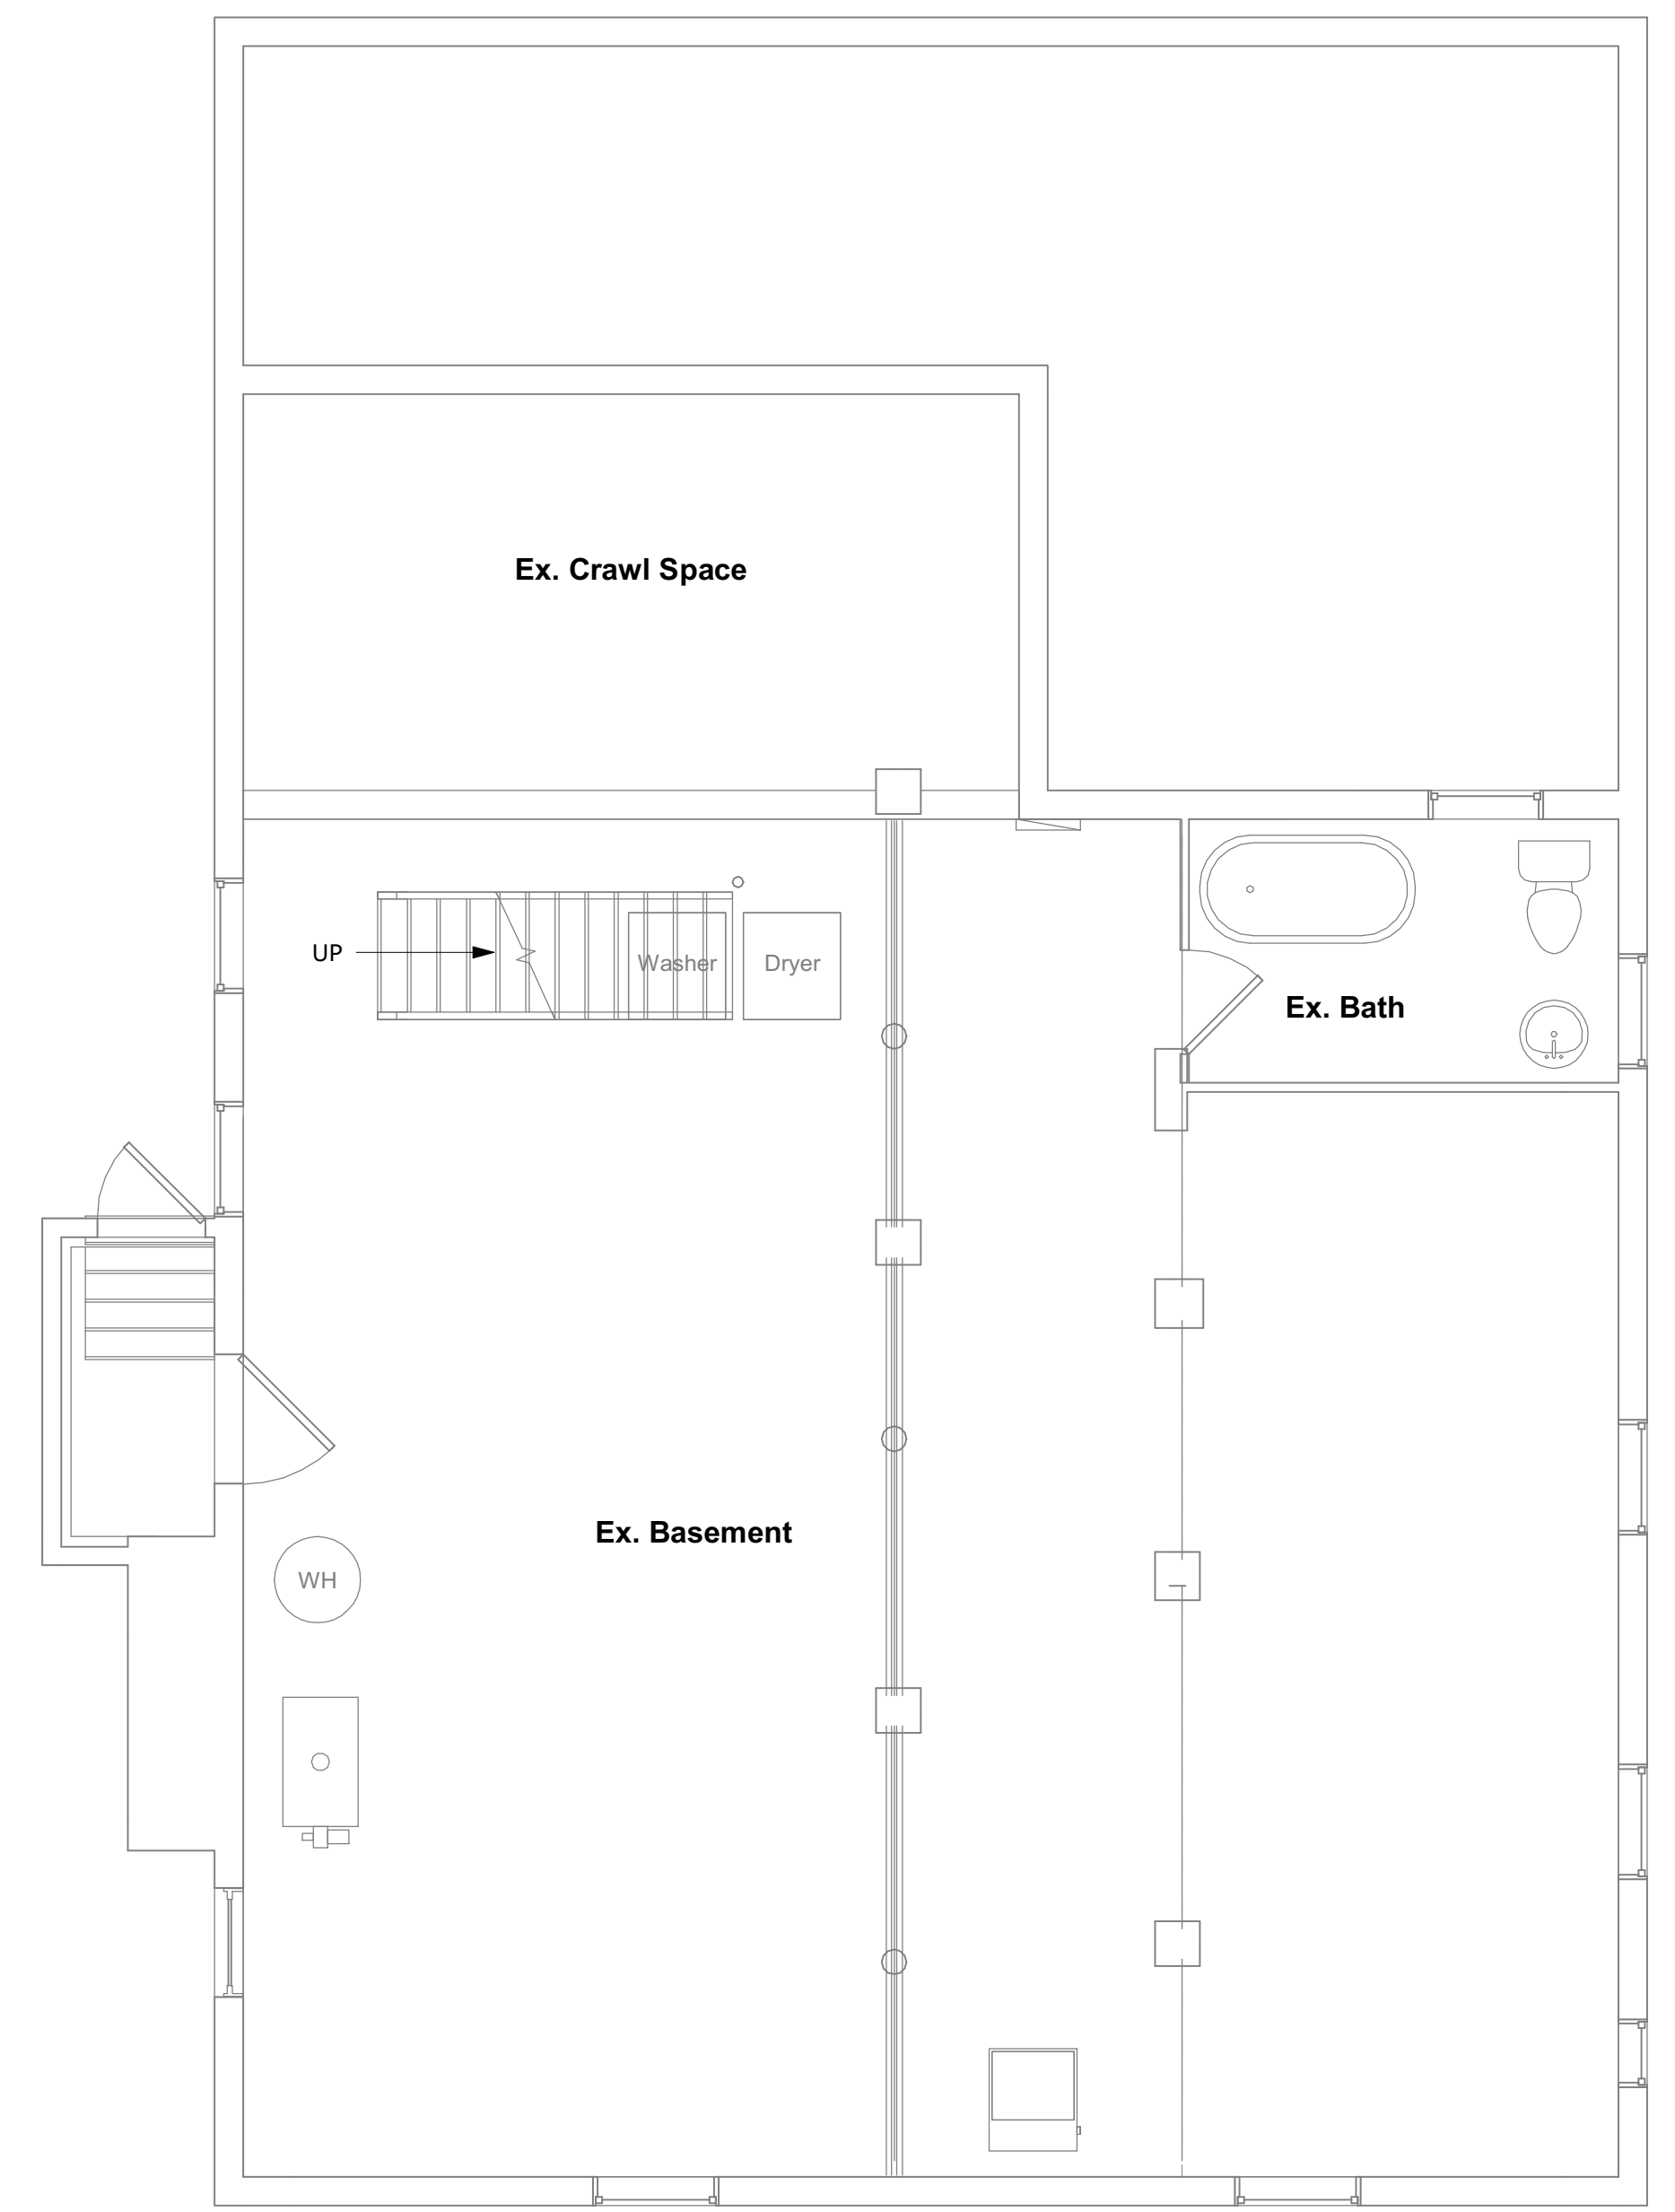 Ex. Crawl Space
UP
Washer
Dryer
Ex. Bath
Ex. Basement
WH